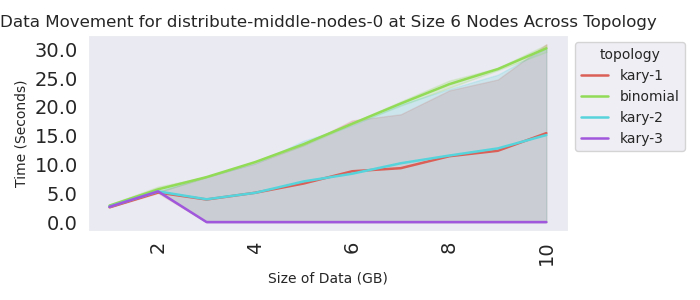 Data Movement for distribute-middle-nodes-0 at Size 6 Nodes Across Topology
30.0
25.0
20.0
15.0
10.0
5.0
0.0
Time (Seconds)
2
4
6
8
10
Size of Data (GB)
topology
kary-1
binomial
kary-2
kary-3